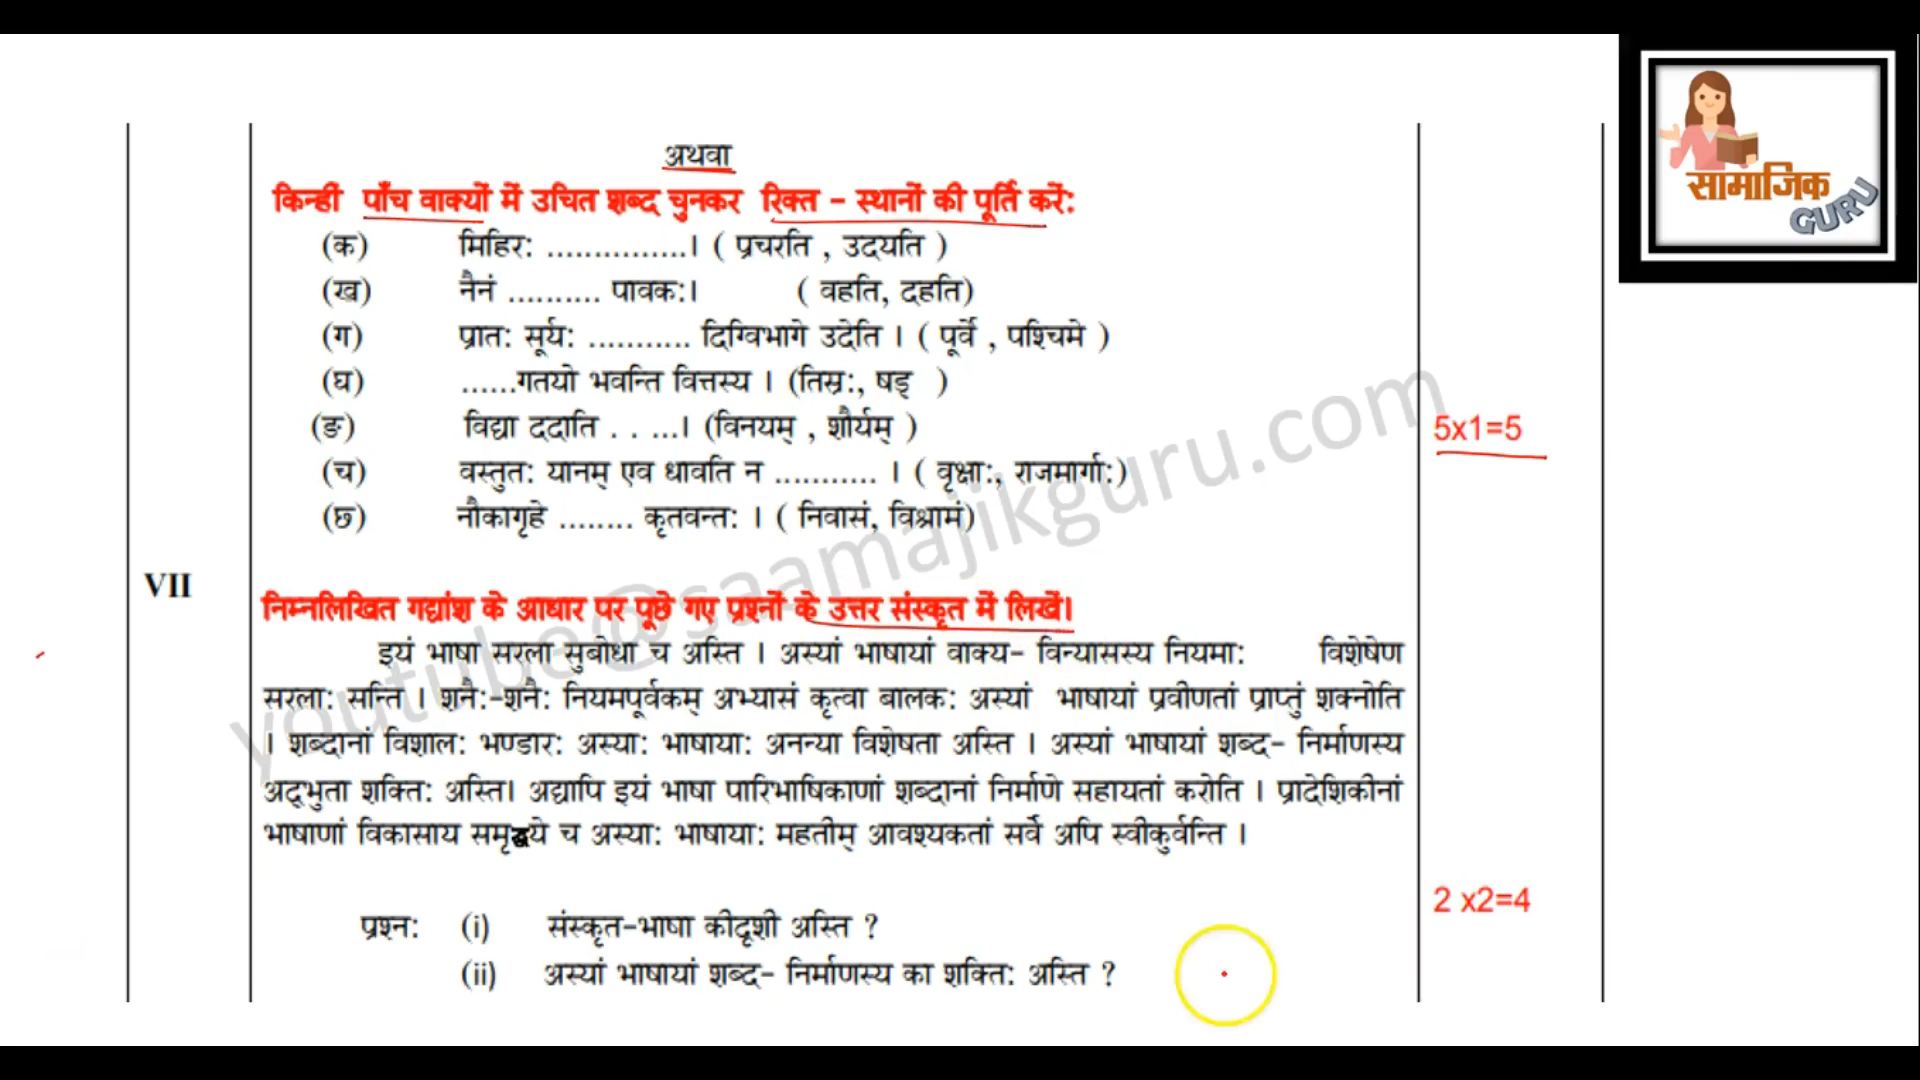 सामाजिक
GURU
अथवा
किन्हीं पाँच वाक्यों में उचित शब्द चुनकर रिक्त - स्थानों की पूर्ति करें:
(क) मिहिर: ...............। ( प्रचरति , उदयति )
(ख) नैनं .......... पावक:। ( वहति, दहति)
(ग) प्रात: सूर्य: ........... दिग्विभागे उदेति । ( पूर्वे , पश्चिमे )
(घ) ......गतयो भवन्ति वित्तस्य । (तिस्र:, षड् )
(ङ) विद्या ददाति . . ...। (विनयम् , शौर्यम् )
(च) वस्तुत: यानम् एव धावति न ........... । ( वृक्षा:, राजमार्गा:)
(छ) नौकागृहे ........ कृतवन्त: । ( निवासं, विश्रामं)
5x1=5
VII
निम्नलिखित गद्यांश के आधार पर पूछे गए प्रश्नों के उत्तर संस्कृत में लिखें।
इयं भाषा सरला सुबोधा च अस्ति । अस्यां भाषायां वाक्य- विन्यासस्य नियमा: विशेषेण
सरला: सन्ति । शनै:-शनै: नियमपूर्वकम् अभ्यासं कृत्वा बालक: अस्यां भाषायां प्रवीणतां प्राप्तुं शक्नोति
। शब्दानां विशाल: भण्डार: अस्या: भाषाया: अनन्या विशेषता अस्ति । अस्यां भाषायां शब्द- निर्माणस्य
अद्भुता शक्ति: अस्ति। अद्यापि इयं भाषा पारिभाषिकाणां शब्दानां निर्माणे सहायतां करोति । प्रादेशिकीनां
भाषाणां विकासाय समृद्धये च अस्या: भाषाया: महतीम् आवश्यकतां सर्वे अपि स्वीकुर्वन्ति ।
2 x2=4
प्रश्न: (i) संस्कृत-भाषा कीदृशी अस्ति ?
(ii) अस्यां भाषायां शब्द- निर्माणस्य का शक्ति: अस्ति ?
youtube@saamajikguru.com